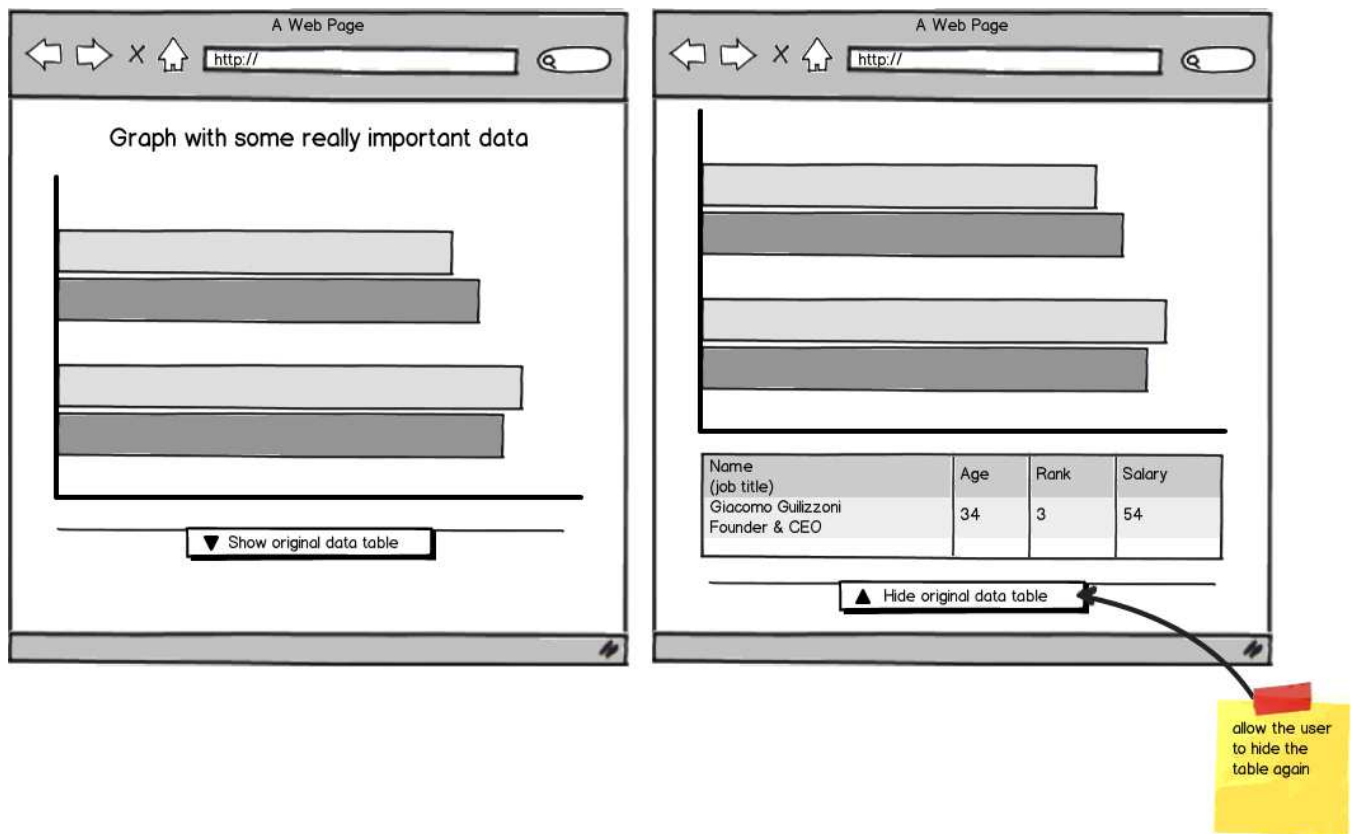 A Web Page
http://
Graph with some really important data
▼ Show original data table
A Web Page
http://
Name
(job title)
Age
Rank
Salary
Giacomo Guilizzoni
Founder & CEO
34
3
54
▲ Hide original data table
allow the user
to hide the
table again